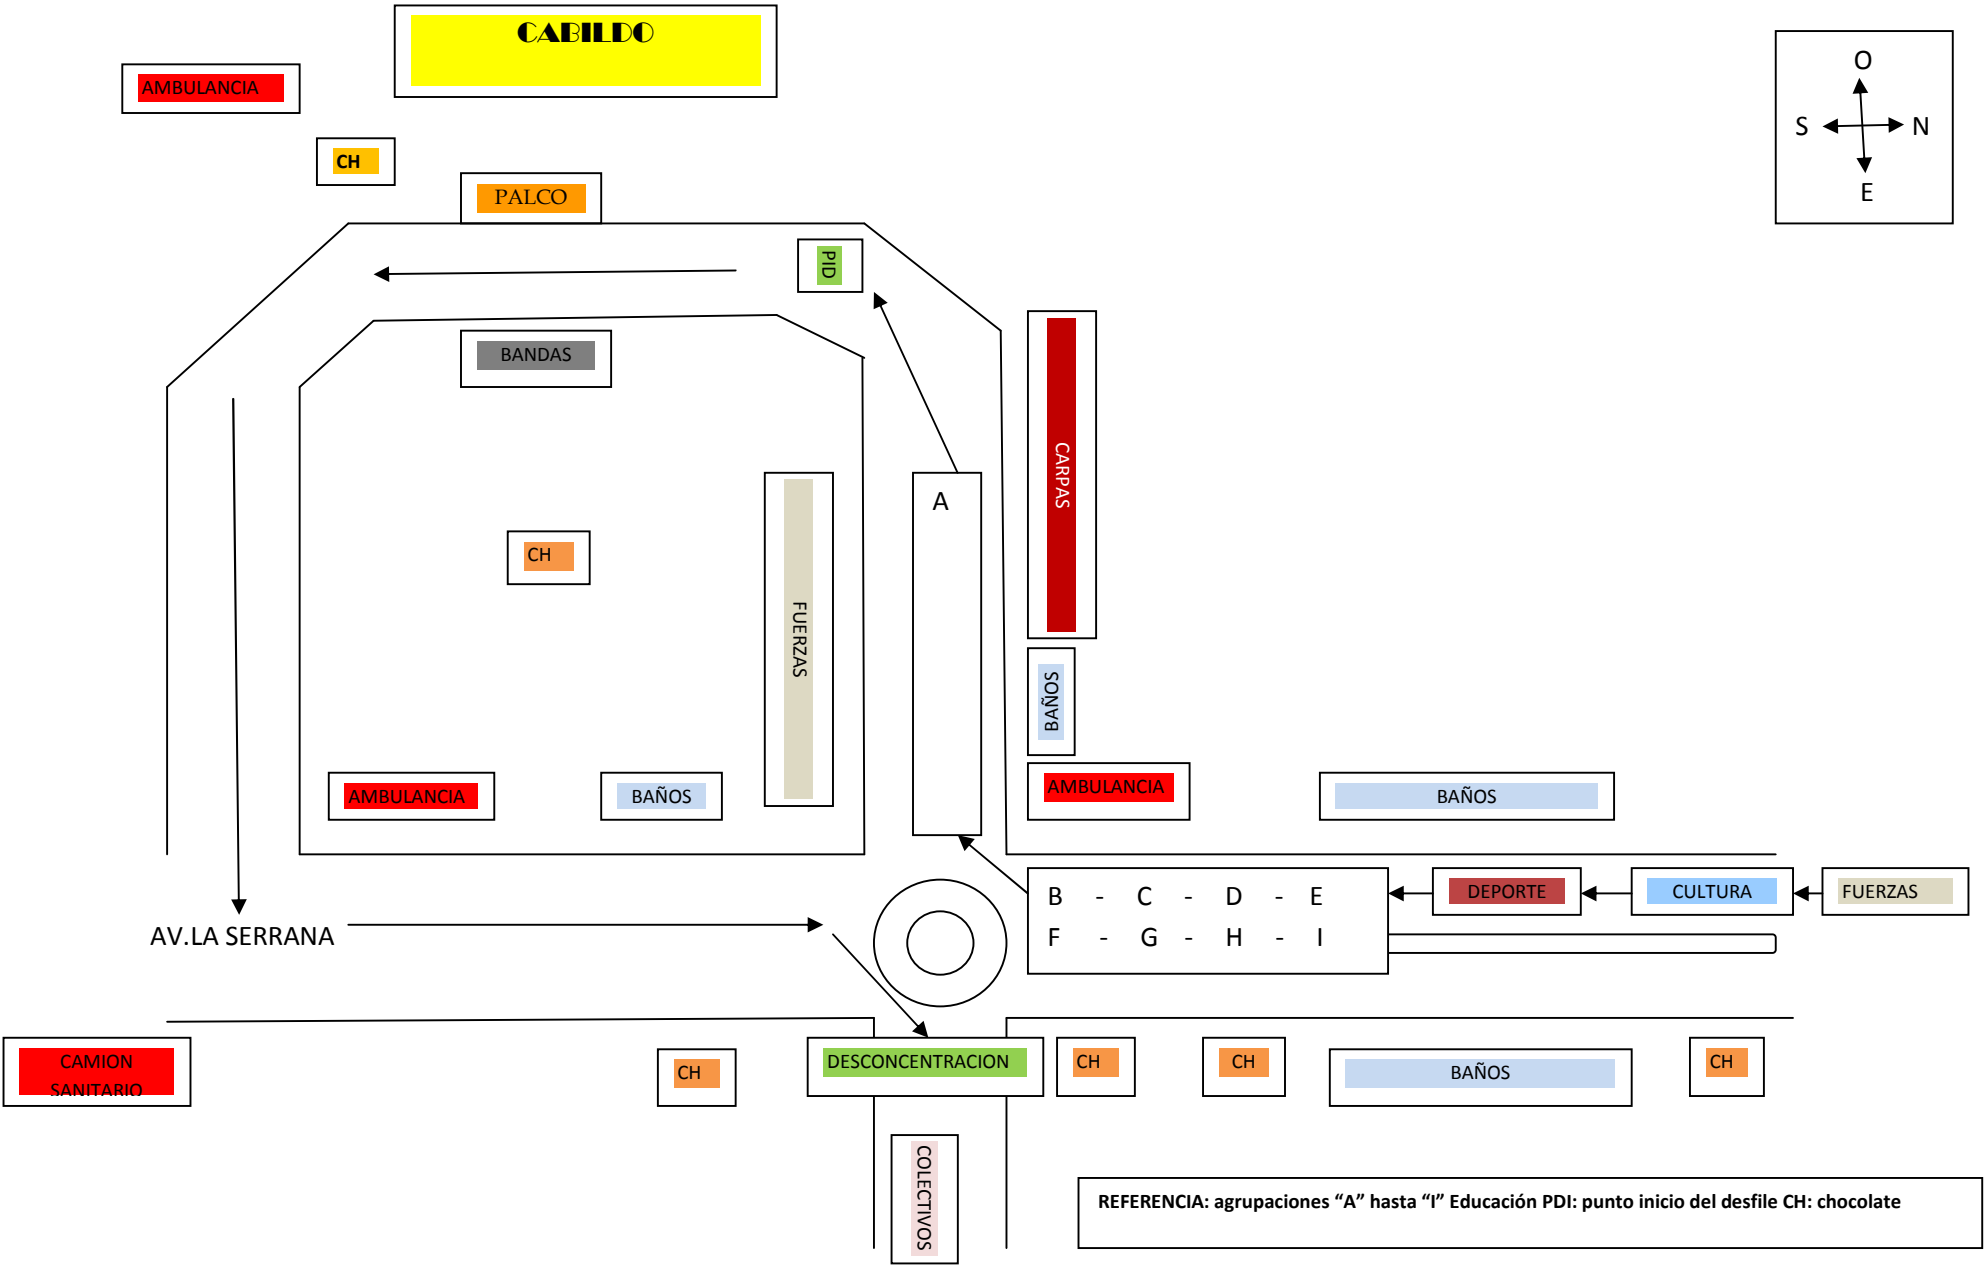 CABILDO
AMBULANCIA
O
S
N
E
CH
PALCO
PID
BANDAS
CARPAS
A
CH
FUERZAS
BAÑOS
AMBULANCIA
BAÑOS
AMBULANCIA
BAÑOS
B - C - D - E
F - G - H - I
DEPORTE
CULTURA
FUERZAS
AV.LA SERRANA
CAMION
SANITARIO
CH
DESCONCENTRACION
CH
CH
BAÑOS
CH
COLECTIVOS
REFERENCIA: agrupaciones “A” hasta “I” Educación PDI: punto inicio del desfile CH: chocolate